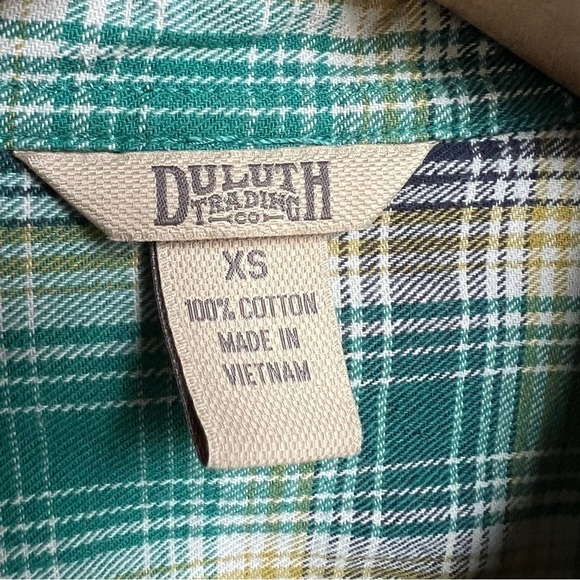 DULUTH
TRADING
CO
XS
100% COTTON
MADE IN
VIETNAM